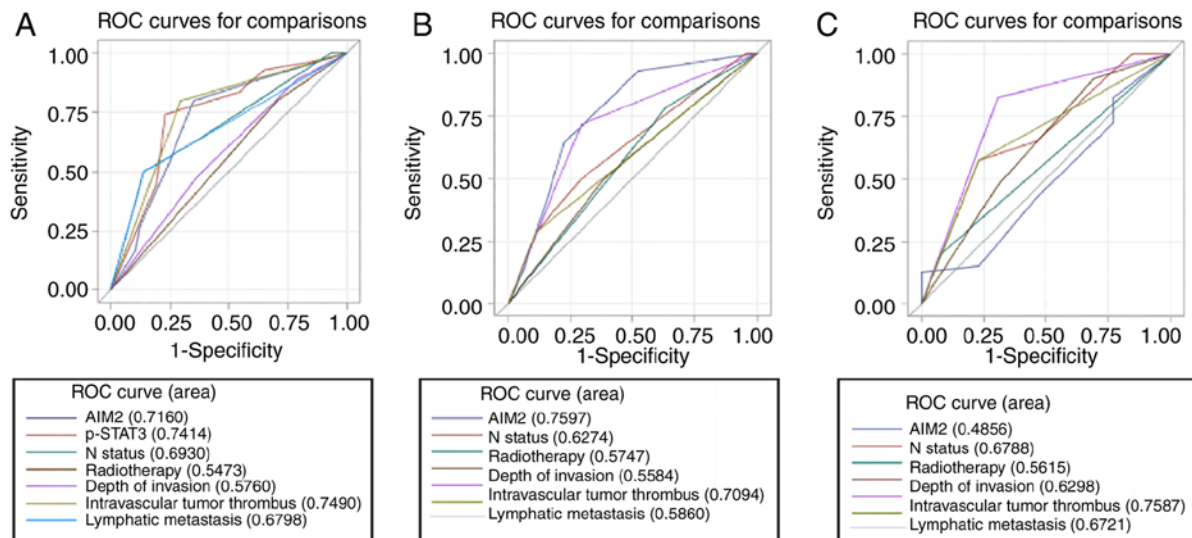 A
ROC curves for comparisons
1.00
0.75
0.50
0.25
0.00
Sensitivity
0.00 0.25 0.50 0.75 1.00
1-Specificity
ROC curve (area)
AIM2 (0.7160)
p-STAT3 (0.7414)
N status (0.6930)
Radiotherapy (0.5473)
Depth of invasion (0.5760)
Intravascular tumor thrombus (0.7490)
Lymphatic metastasis (0.6798)
B
ROC curves for comparisons
1.00
0.75
0.50
0.25
0.00
Sensitivity
0.00 0.25 0.50 0.75 1.00
1-Specificity
ROC curve (area)
AIM2 (0.7597)
N status (0.6274)
Radiotherapy (0.5747)
Depth of invasion (0.5584)
Intravascular tumor thrombus (0.7094)
Lymphatic metastasis (0.5860)
C
ROC curves for comparisons
1.00
0.75
0.50
0.25
0.00
Sensitivity
0.00 0.25 0.50 0.75 1.00
1-Specificity
ROC curve (area)
AIM2 (0.4856)
N status (0.6788)
Radiotherapy (0.5615)
Depth of invasion (0.6298)
Intravascular tumor thrombus (0.7587)
Lymphatic metastasis (0.6721)